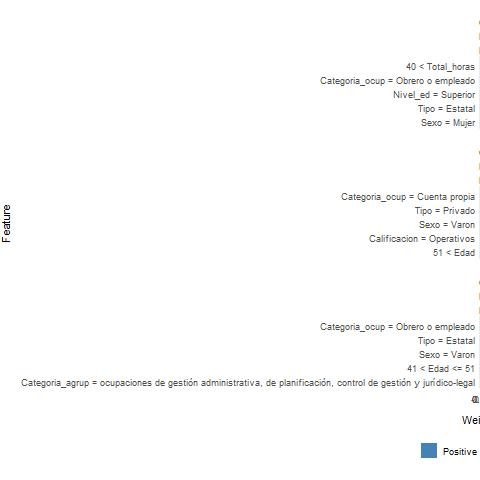 40 < Total_horas
Categoria_ocup = Obrero o empleado
Nivel_ed = Superior
Tipo = Estatal
Sexo = Mujer
Categoria_ocup = Cuenta propia
Tipo = Privado
Sexo = Varon
Calificacion = Operativos
51 < Edad
Feature
Categoria_ocup = Obrero o empleado
Tipo = Estatal
Sexo = Varon
41 < Edad <= 51
Categoria_agrup = ocupaciones de gestión administrativa, de planificación, control de gestión y jurídico-legal
Wei
Positive